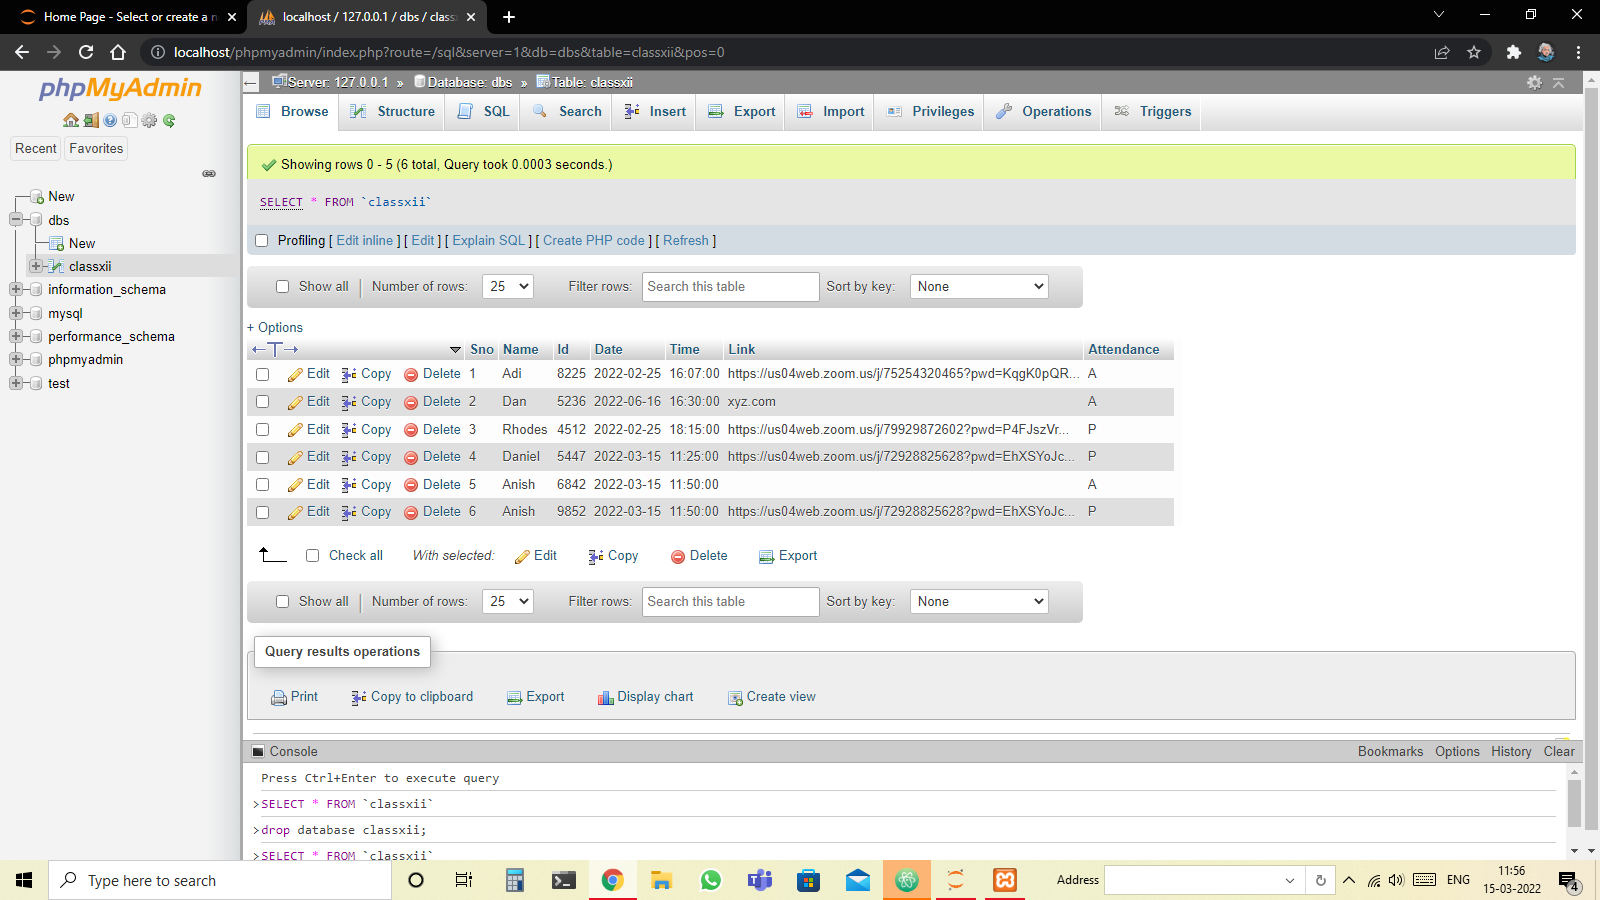 Home Page - Select or create a n
localhost / 127.0.0.1 / dbs / class
localhost/phpmyadmin/index.php?route=/sql&server=1&db=dbs&table=classxii&pos=0
phpMyAdmin
Recent Favorites
New
dbs
New
classxii
information_schema
mysql
performance_schema
phpmyadmin
test
Server: 127.0.0.1 » Database: dbs » Table: classxii
Browse Structure SQL Search Insert Export Import Privileges Operations Triggers
Showing rows 0 - 5 (6 total, Query took 0.0003 seconds.)
SELECT * FROM `classxii`
Profiling [ Edit inline ] [ Edit ] [ Explain SQL ] [ Create PHP code ] [ Refresh ]
Show all Number of rows: 25 Filter rows: Search this table Sort by key: None
+ Options
Sno Name Id Date Time Link Attendance
Edit Copy Delete 1 Adi 8225 2022-02-25 16:07:00 https://us04web.zoom.us/j/75254320465?pwd=KqgK0pQR... A
Edit Copy Delete 2 Dan 5236 2022-06-16 16:30:00 xyz.com A
Edit Copy Delete 3 Rhodes 4512 2022-02-25 18:15:00 https://us04web.zoom.us/j/79929872602?pwd=P4FJszVr... P
Edit Copy Delete 4 Daniel 5447 2022-03-15 11:25:00 https://us04web.zoom.us/j/72928825628?pwd=EhXSYoJc... P
Edit Copy Delete 5 Anish 6842 2022-03-15 11:50:00 A
Edit Copy Delete 6 Anish 9852 2022-03-15 11:50:00 https://us04web.zoom.us/j/72928825628?pwd=EhXSYoJc... P
Check all With selected: Edit Copy Delete Export
Show all Number of rows: 25 Filter rows: Search this table Sort by key: None
Query results operations
Print Copy to clipboard Export Display chart Create view
Console Bookmarks Options History Clear
Press Ctrl+Enter to execute query
>SELECT * FROM `classxii`
>drop database classxii;
>SELECT * FROM `classxii`
Type here to search
Address
ENG
11:56
15-03-2022
4